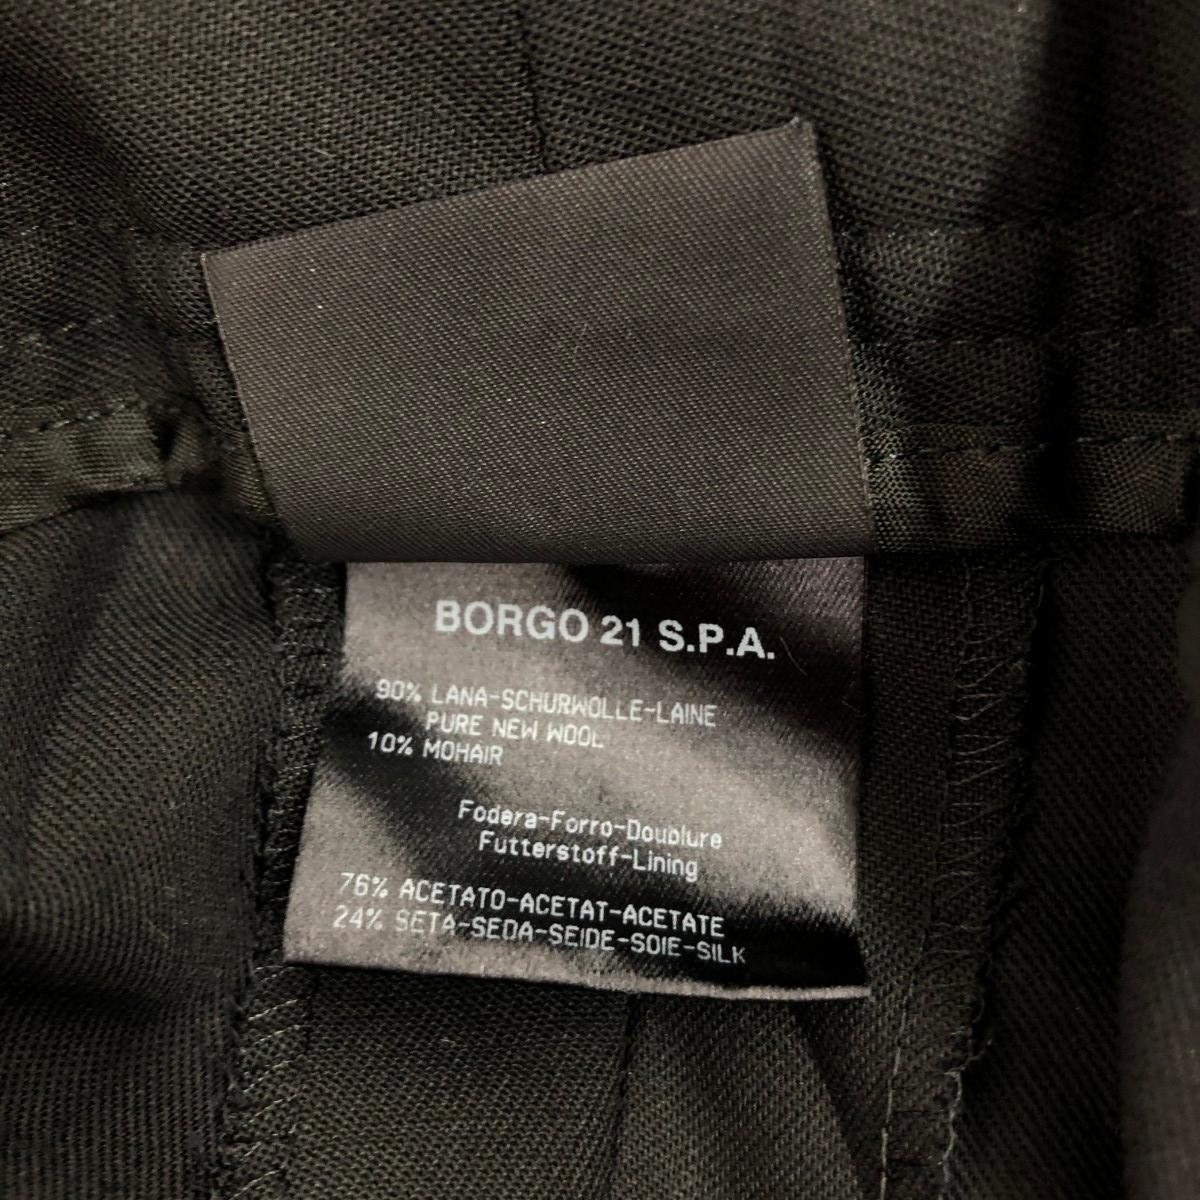 BORGO 21 S.P.A.
90% LANA-SCHURWOLLE-LAINE
PURE NEW WOOL
10% MOHAIR
Fodera-Forro-Doublure
Futterstoff-Lining
76% ACETATO-ACETAT-ACETATE
24% SETA-SEDA-SEIDE-SOIE-SILK